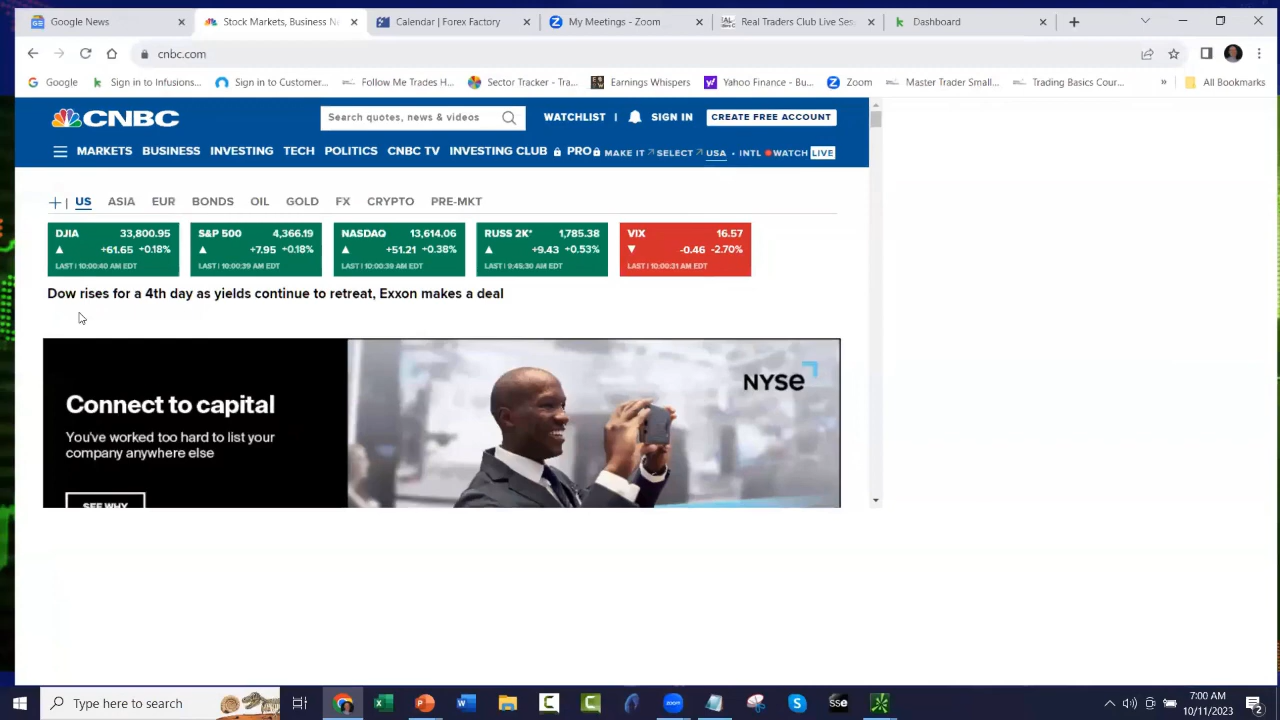 Google News
Stock Markets, Business Ne
Calendar | Forex Factory
My Meetings - Zoom
Real Traders Club Live Ses
Dashboard
cnbc.com
Google
Sign in to Infusions...
Sign in to Customer...
Follow Me Trades H...
Sector Tracker - Tra...
Earnings Whispers
Yahoo Finance - Bu...
Zoom
Master Trader Small...
Trading Basics Cour...
»
All Bookmarks
CNBC
Search quotes, news & videos
WATCHLIST | SIGN IN
CREATE FREE ACCOUNT
MARKETS BUSINESS INVESTING TECH POLITICS CNBC TV INVESTING CLUB PRO MAKE IT SELECT USA • INTL WATCH LIVE
US ASIA EUR BONDS OIL GOLD FX CRYPTO PRE-MKT
DJIA 33,800.95
+61.65 +0.18%
LAST | 10:00:40 AM EDT
S&P 500 4,366.19
+7.95 +0.18%
LAST | 10:00:39 AM EDT
NASDAQ 13,614.06
+51.21 +0.38%
LAST | 10:00:39 AM EDT
RUSS 2K* 1,785.38
+9.43 +0.53%
LAST | 9:45:30 AM EDT
VIX 16.57
-0.46 -2.70%
LAST | 10:00:31 AM EDT
Dow rises for a 4th day as yields continue to retreat, Exxon makes a deal
Connect to capital
You've worked too hard to list your
company anywhere else
SEE WHY
NYSE
Type here to search
7:00 AM
10/11/2023
2